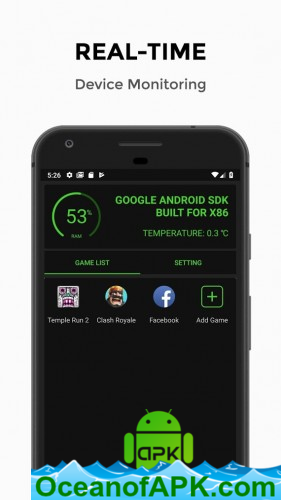 REAL-TIME
Device Monitoring
5:26
53%
RAM
GOOGLE ANDROID SDK
BUILT FOR X86
TEMPERATURE: 0.3 °C
GAME LIST
SETTING
Temple Run 2
Clash Royale
Facebook
Add Game
APK
OceanofAPK.com